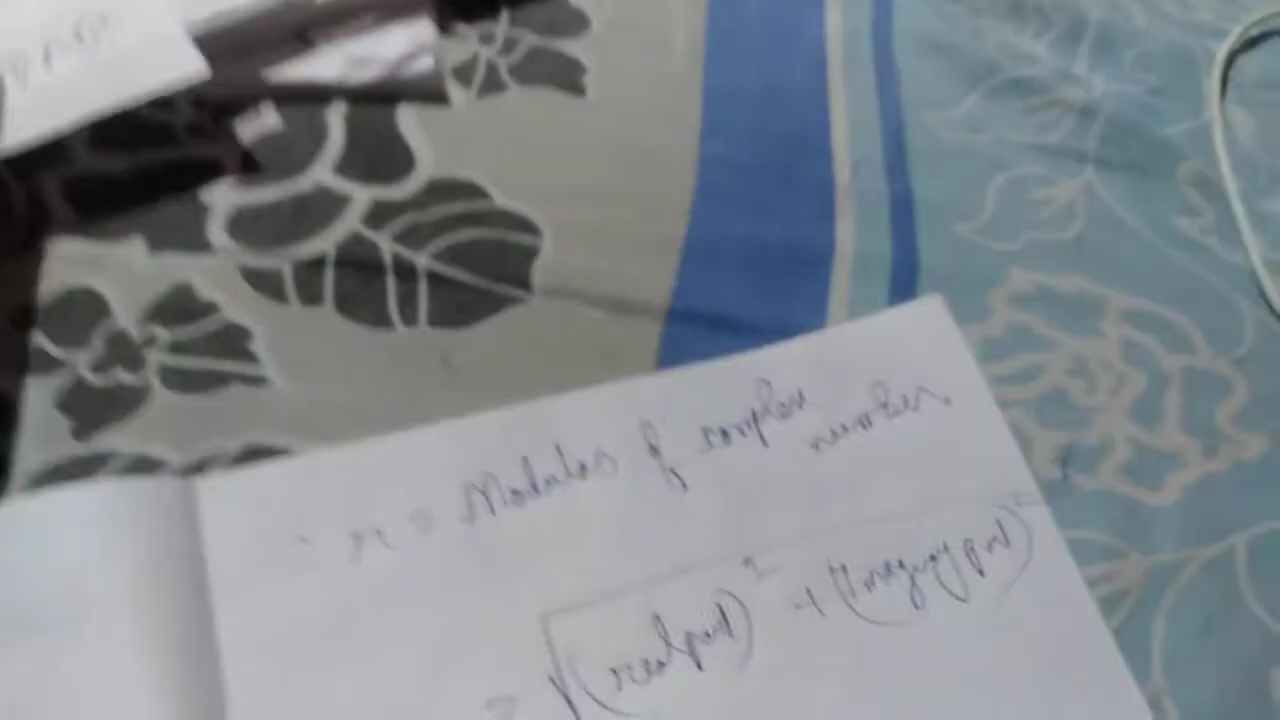 r = Modulus of complex number
= √(real part)² + (Imaginary part)²